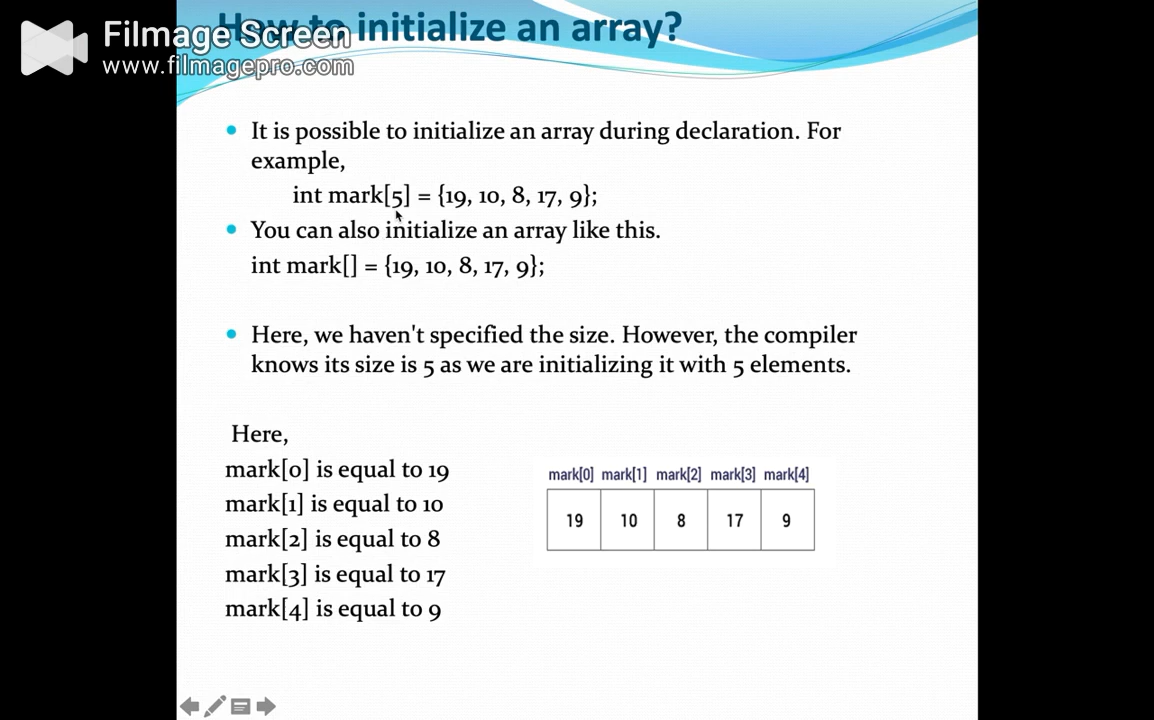 How to initialize an array?
Filmage Screen
www.filmagepro.com
• It is possible to initialize an array during declaration. For
example,
int mark[5] = {19, 10, 8, 17, 9};
• You can also initialize an array like this.
int mark[] = {19, 10, 8, 17, 9};
• Here, we haven't specified the size. However, the compiler
knows its size is 5 as we are initializing it with 5 elements.
Here,
mark[0] is equal to 19
mark[1] is equal to 10
mark[2] is equal to 8
mark[3] is equal to 17
mark[4] is equal to 9
mark[0] mark[1] mark[2] mark[3] mark[4]
19 10 8 17 9